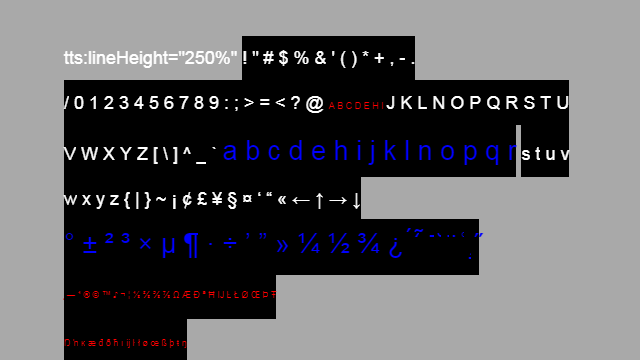 tts:lineHeight="250%" ! " # $ % & ' ( ) * + , - .
/ 0 1 2 3 4 5 6 7 8 9 : ; > = < ? @ A B C D E H I J K L N O P Q R S T U
V W X Y Z [ \ ] ^ _ ` a b c d e h i j k l n o p q r s t u v
w x y z { | } ~ ¡ ¢ £ ¥ § ¤ ‘ “ « ← ↑ → ↓
° ± ² ³ × µ ¶ · ÷ ’ ” » ¼ ½ ¾ ¿
® © ™ ♪